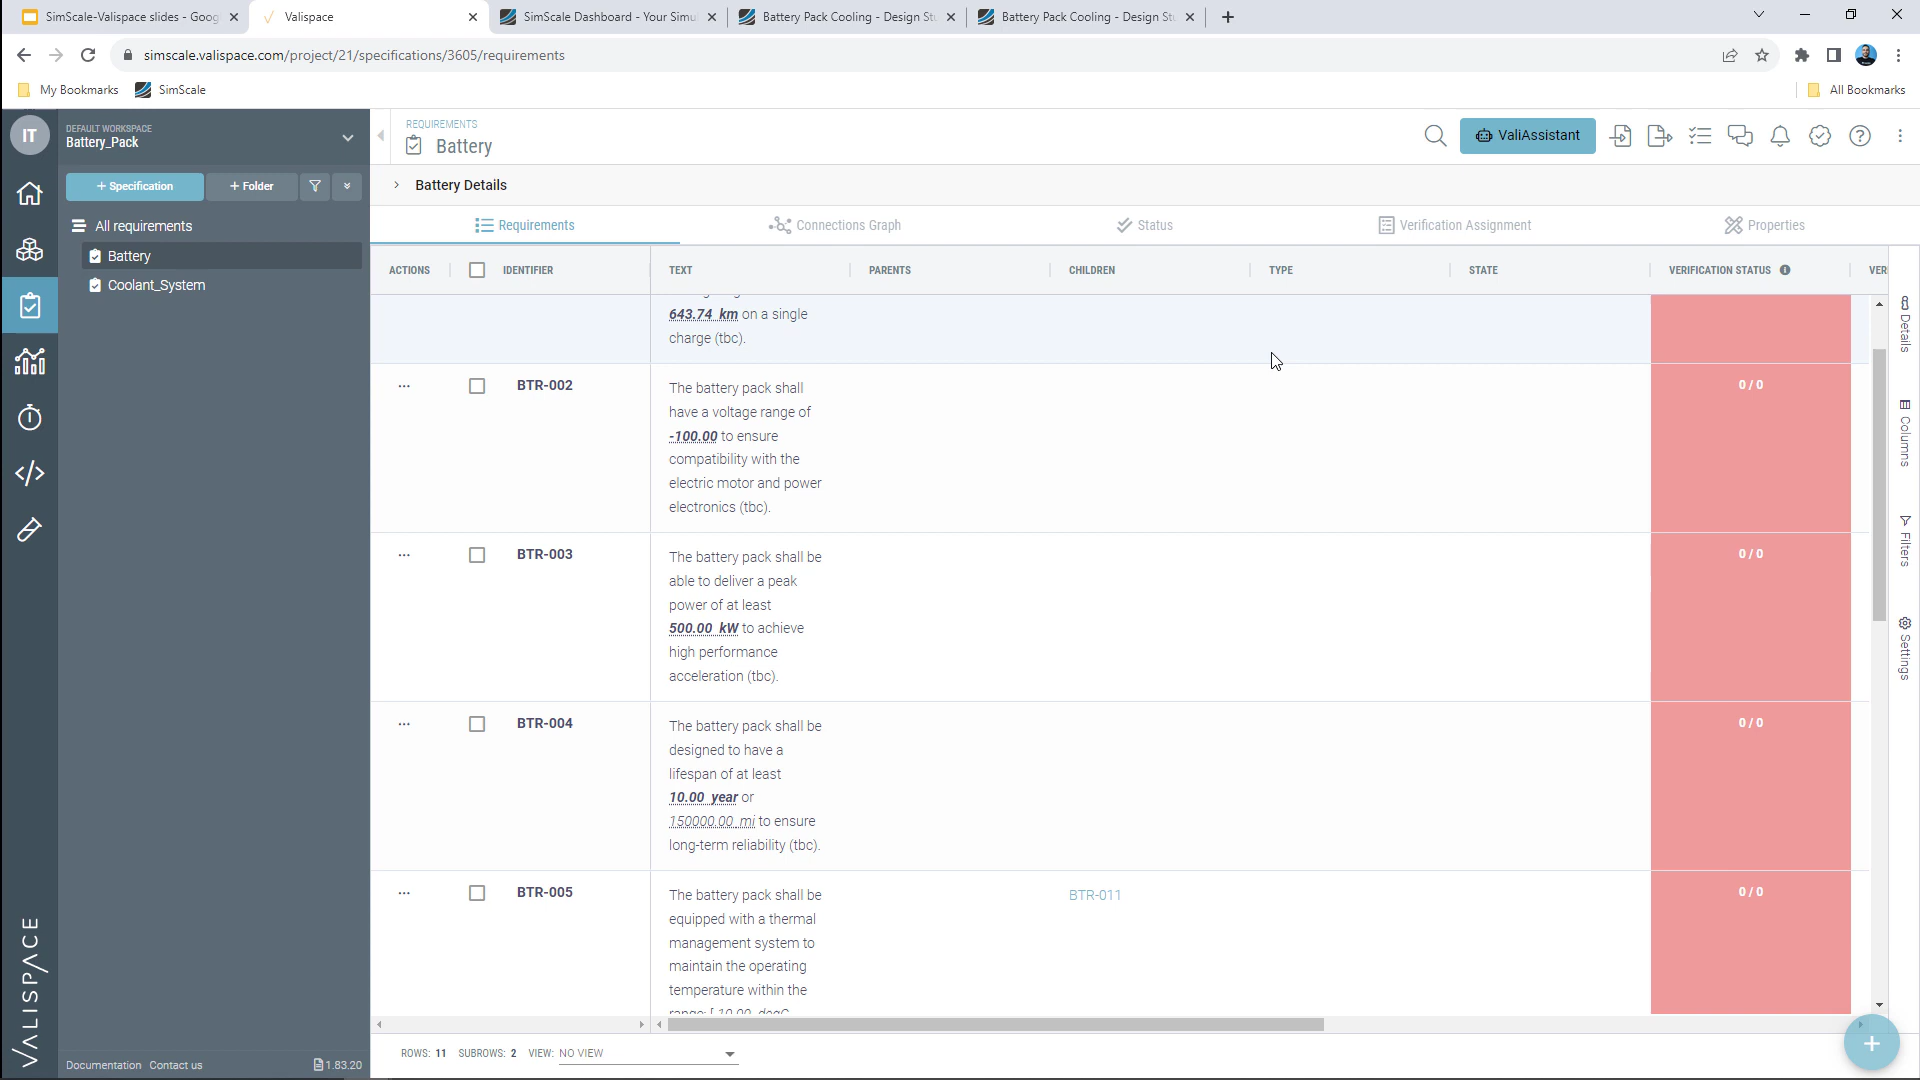 SimScale-Valispace slides - Goog
Valispace
SimScale Dashboard - Your Simul
Battery Pack Cooling - Design Stu
Battery Pack Cooling - Design Stu
simscale.valispace.com/project/21/specifications/3605/requirements
My Bookmarks
SimScale
All Bookmarks
IT
DEFAULT WORKSPACE
Battery_Pack
REQUIREMENTS
Battery
ValiAssistant
+ Specification
+ Folder
Battery Details
All requirements
Battery
Coolant_System
Requirements
Connections Graph
Status
Verification Assignment
Properties
ACTIONS
IDENTIFIER
TEXT
PARENTS
CHILDREN
TYPE
STATE
VERIFICATION STATUS
VERI
643.74 km on a single
charge (tbc).
... BTR-002
The battery pack shall
have a voltage range of
-100.00 to ensure
compatibility with the
electric motor and power
electronics (tbc).
0 / 0
... BTR-003
The battery pack shall be
able to deliver a peak
power of at least
500.00 kW to achieve
high performance
acceleration (tbc).
0 / 0
... BTR-004
The battery pack shall be
designed to have a
lifespan of at least
10.00 year or
150000.00 mi to ensure
long-term reliability (tbc).
0 / 0
... BTR-005
The battery pack shall be
equipped with a thermal
management system to
maintain the operating
temperature within the
range: [ 10.00 degC
BTR-011
0 / 0
Details
Columns
Filters
Settings
VALISPACE
ROWS: 11 SUBROWS: 2 VIEW: NO VIEW
Documentation Contact us
1.83.20